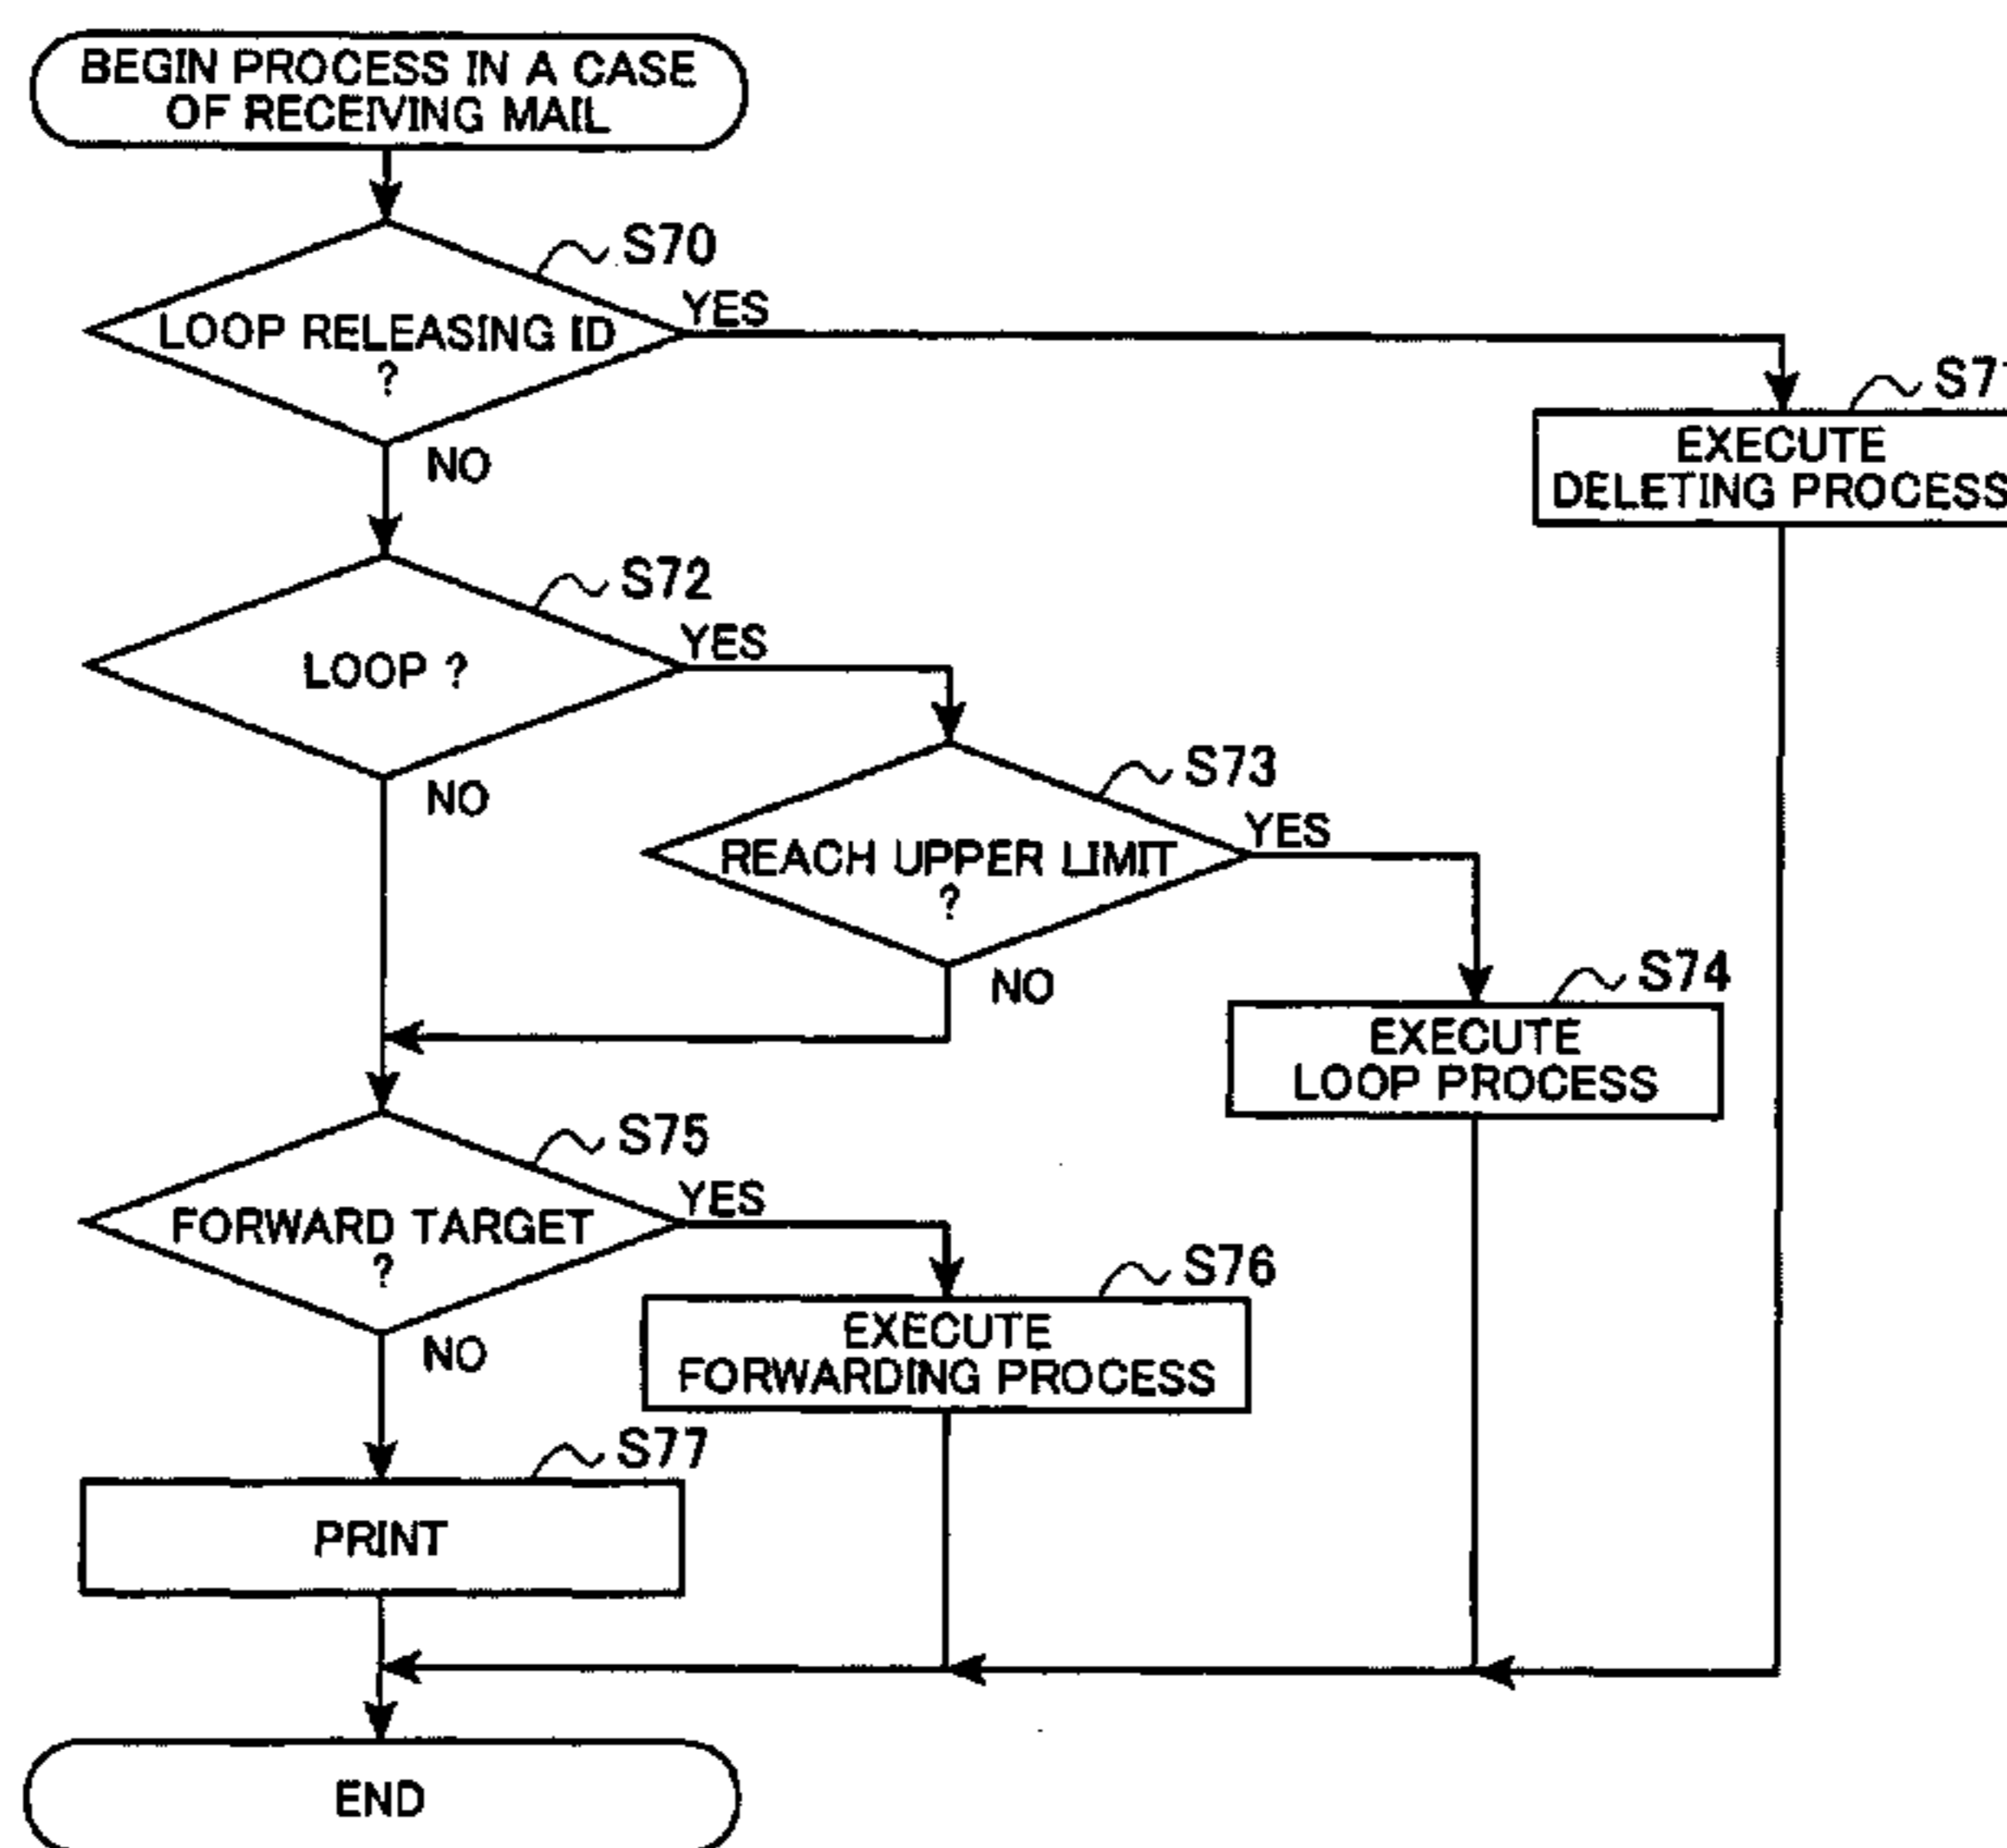 BEGIN PROCESS IN A CASE
OF RECEIVING MAIL
S70
LOOP RELEASING ID
?
YES
NO
S71
EXECUTE
DELETING PROCESS
S72
LOOP ?
YES
NO
S73
REACH UPPER LIMIT
?
YES
NO
S74
EXECUTE
LOOP PROCESS
S75
FORWARD TARGET
?
YES
NO
S76
EXECUTE
FORWARDING PROCESS
S77
PRINT
END